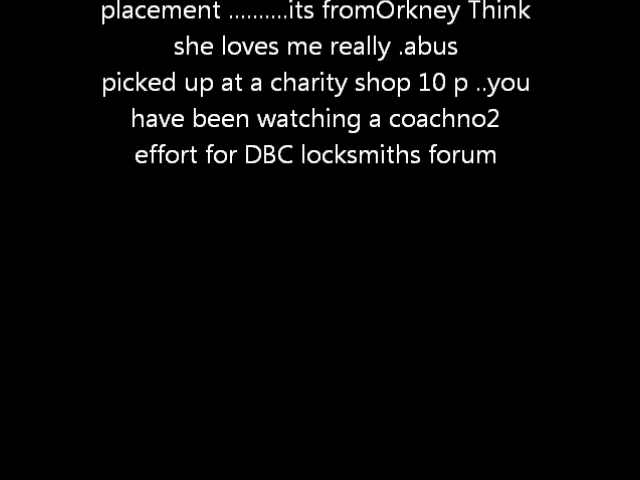 placement ..........its fromOrkney Think
she loves me really .abus
picked up at a charity shop 10 p ..you
have been watching a coachno2
effort for DBC locksmiths forum